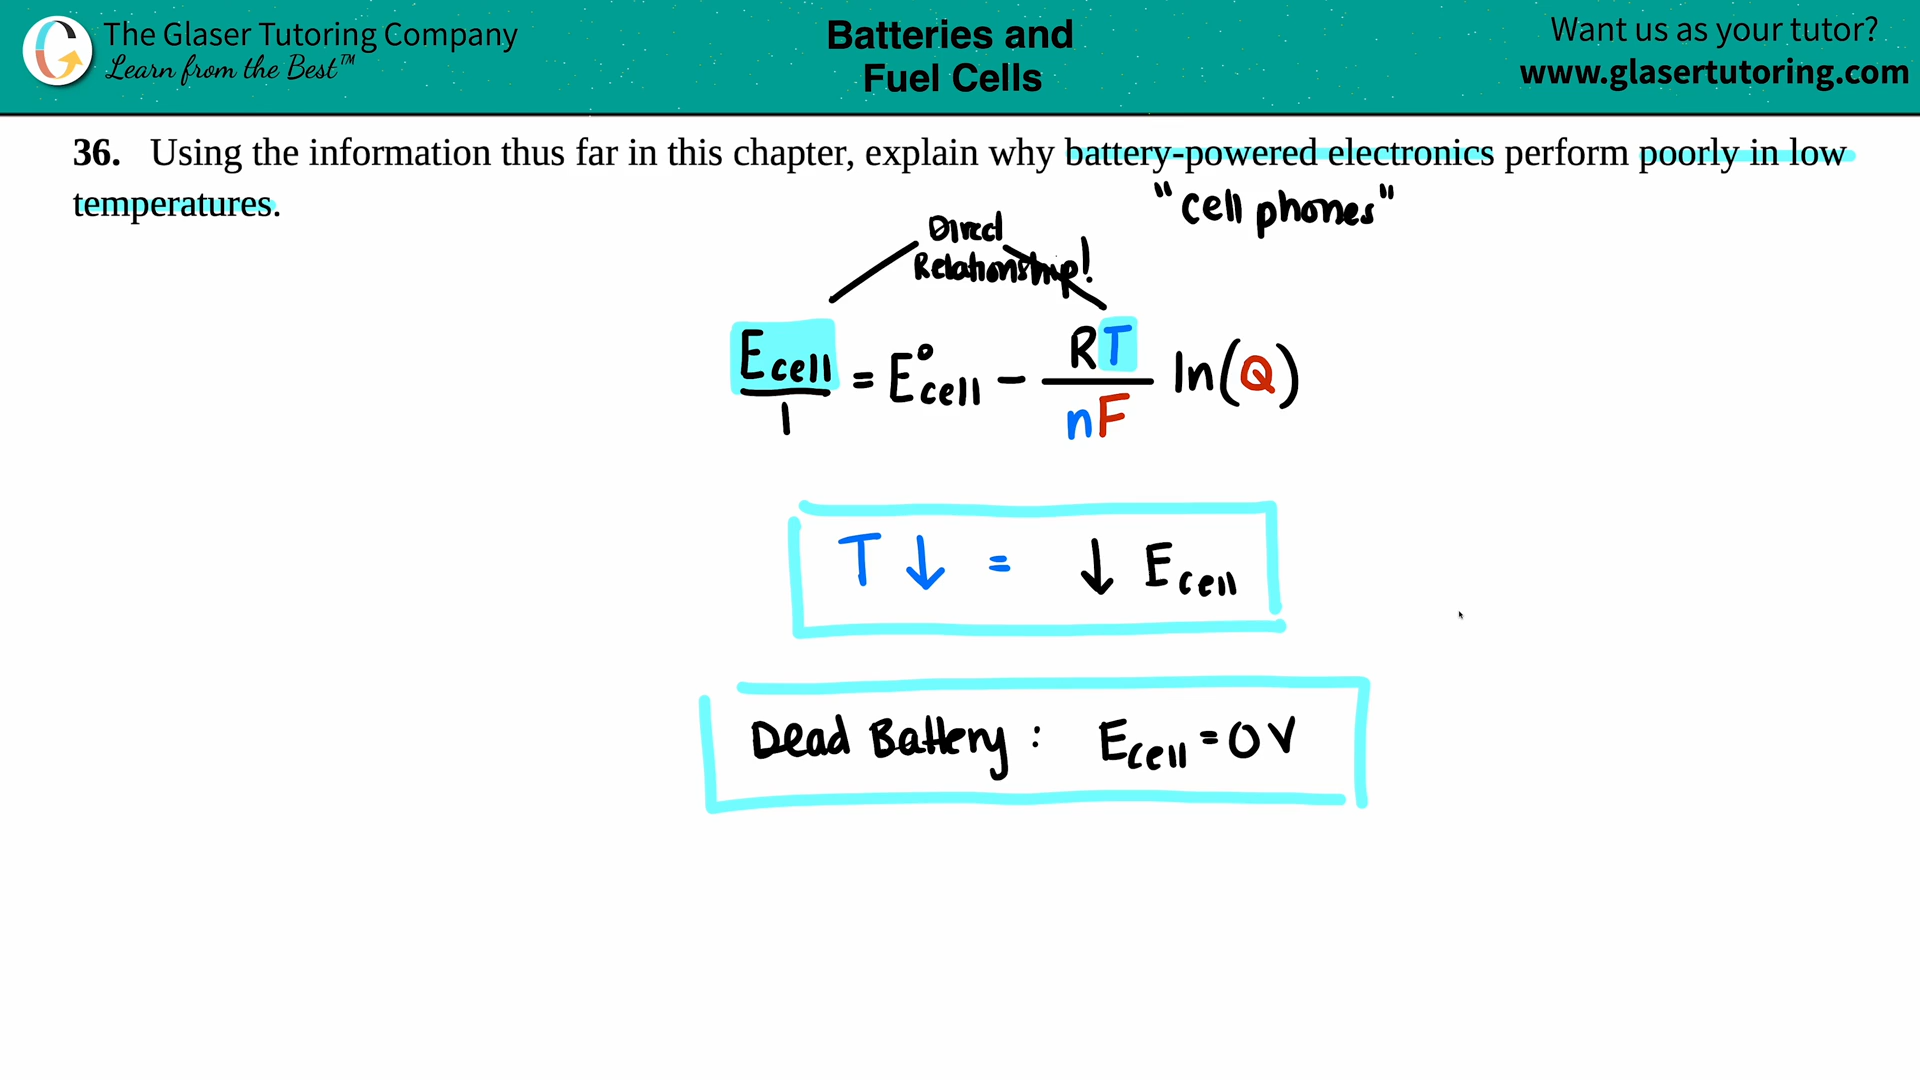 The Glaser Tutoring Company
Learn from the Best™
Batteries and
Fuel Cells
Want us as your tutor?
www.glasertutoring.com
36. Using the information thus far in this chapter, explain why battery-powered electronics perform poorly in low
temperatures.
"cell phones"
Direct
Relationship!
Ecell/1 = E°cell - RT/nF ln(Q)
T ↓ = ↓ Ecell
Dead Battery: Ecell = 0 V